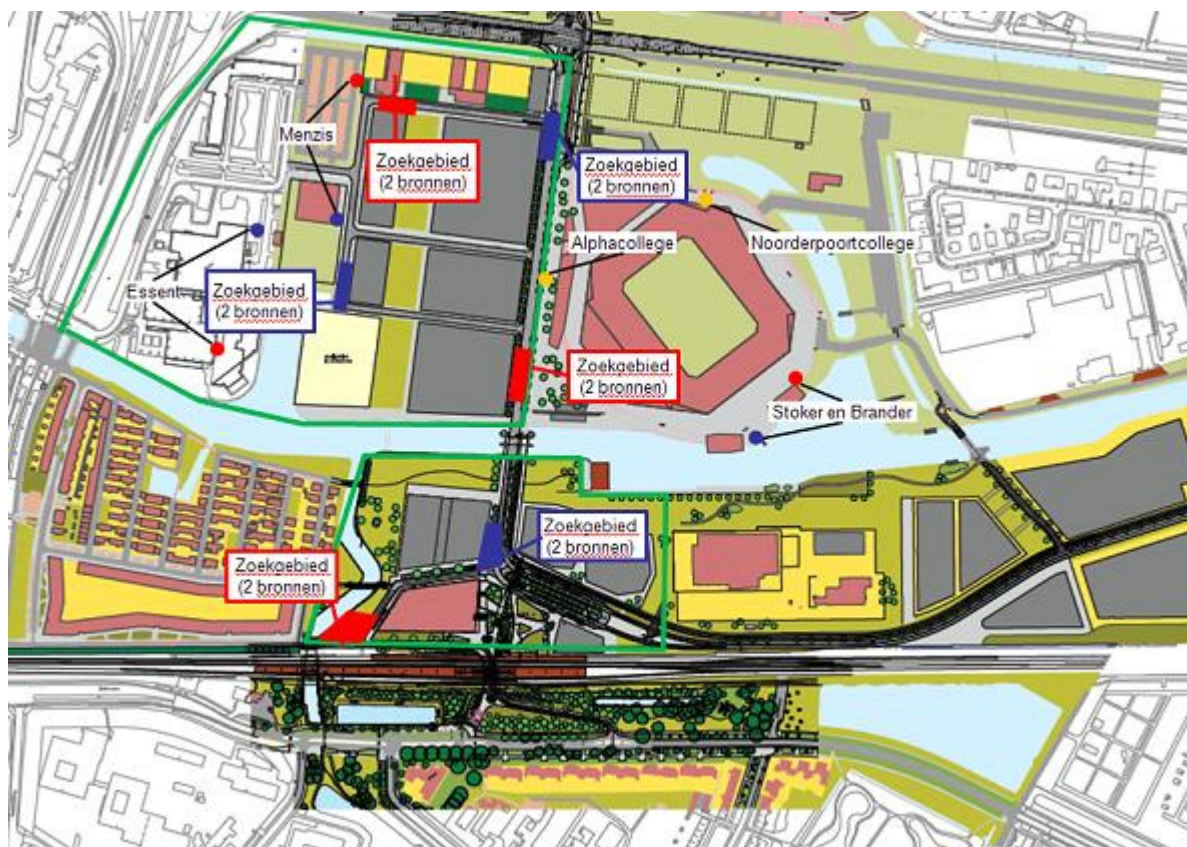 Menzis
Zoekgebied
(2 bronnen)
Zoekgebied
(2 bronnen)
Alphacollege
Noorderpoortcollege
Essent
Zoekgebied
(2 bronnen)
Zoekgebied
(2 bronnen)
Stoker en Brander
Zoekgebied
(2 bronnen)
Zoekgebied
(2 bronnen)